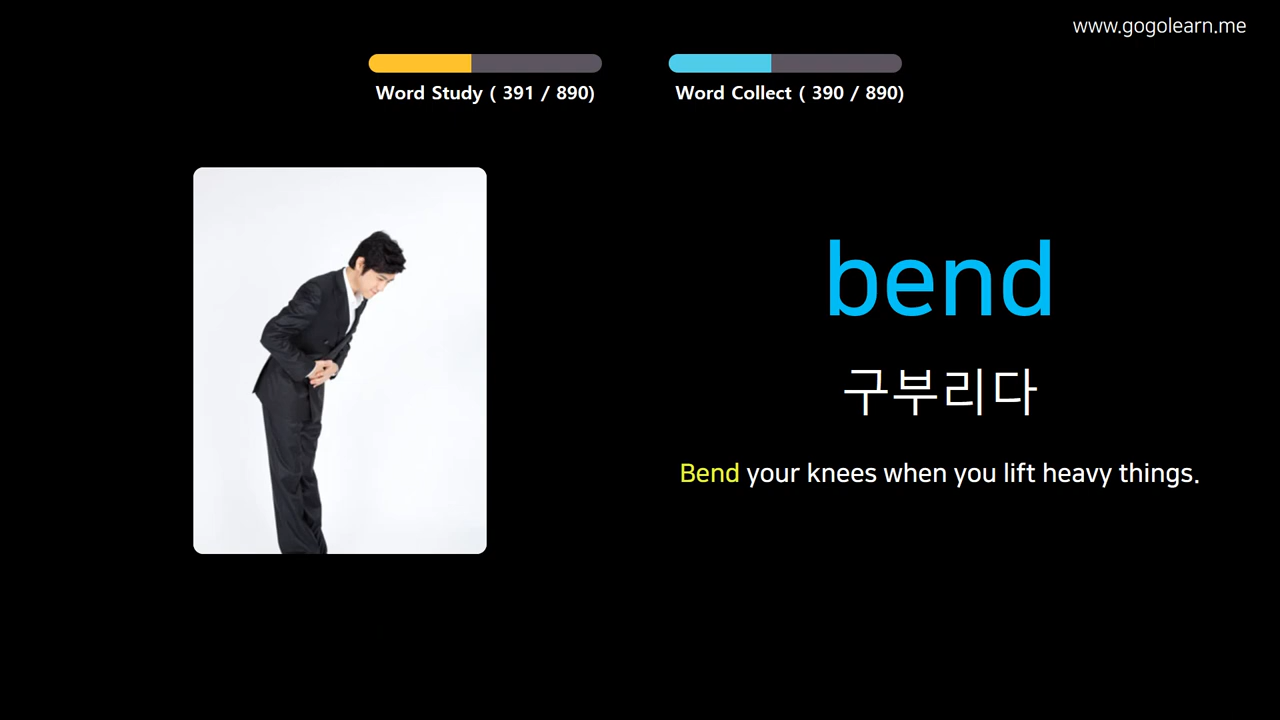 www.gogolearn.me
Word Study ( 391 / 890)
Word Collect ( 390 / 890)
bend
구부리다
Bend your knees when you lift heavy things.